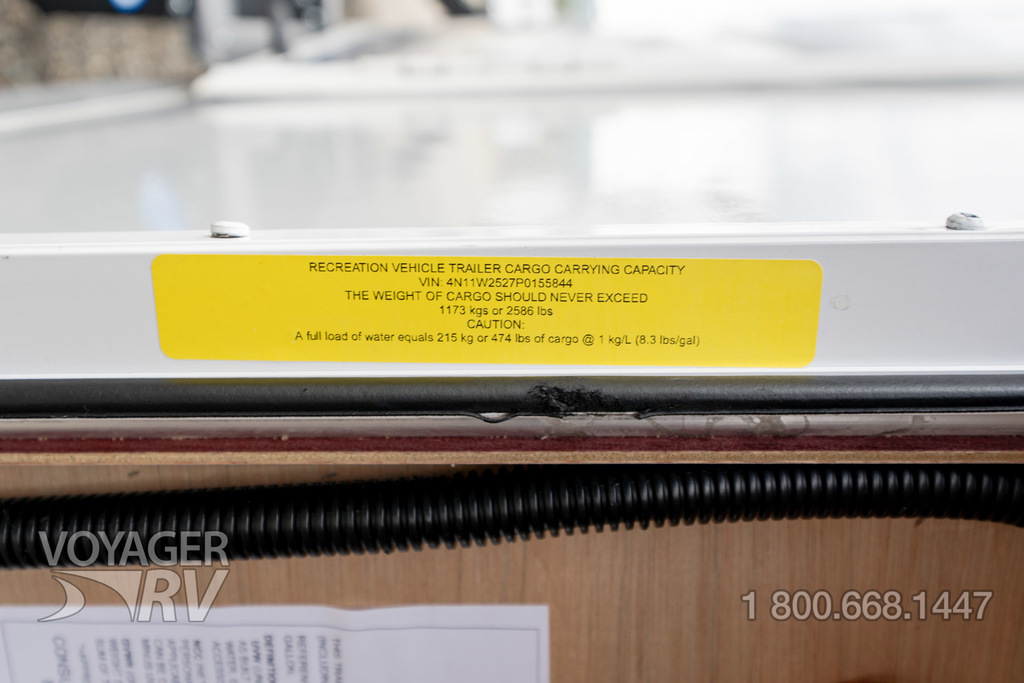 RECREATION VEHICLE TRAILER CARGO CARRYING CAPACITY
VIN: 4N11W2527P0155844
THE WEIGHT OF CARGO SHOULD NEVER EXCEED
1173 kgs or 2586 lbs
CAUTION:
A full load of water equals 215 kg or 474 lbs of cargo @ 1 kg/L (8.3 lbs/gal)
VOYAGER
RV
1 800.668.1447